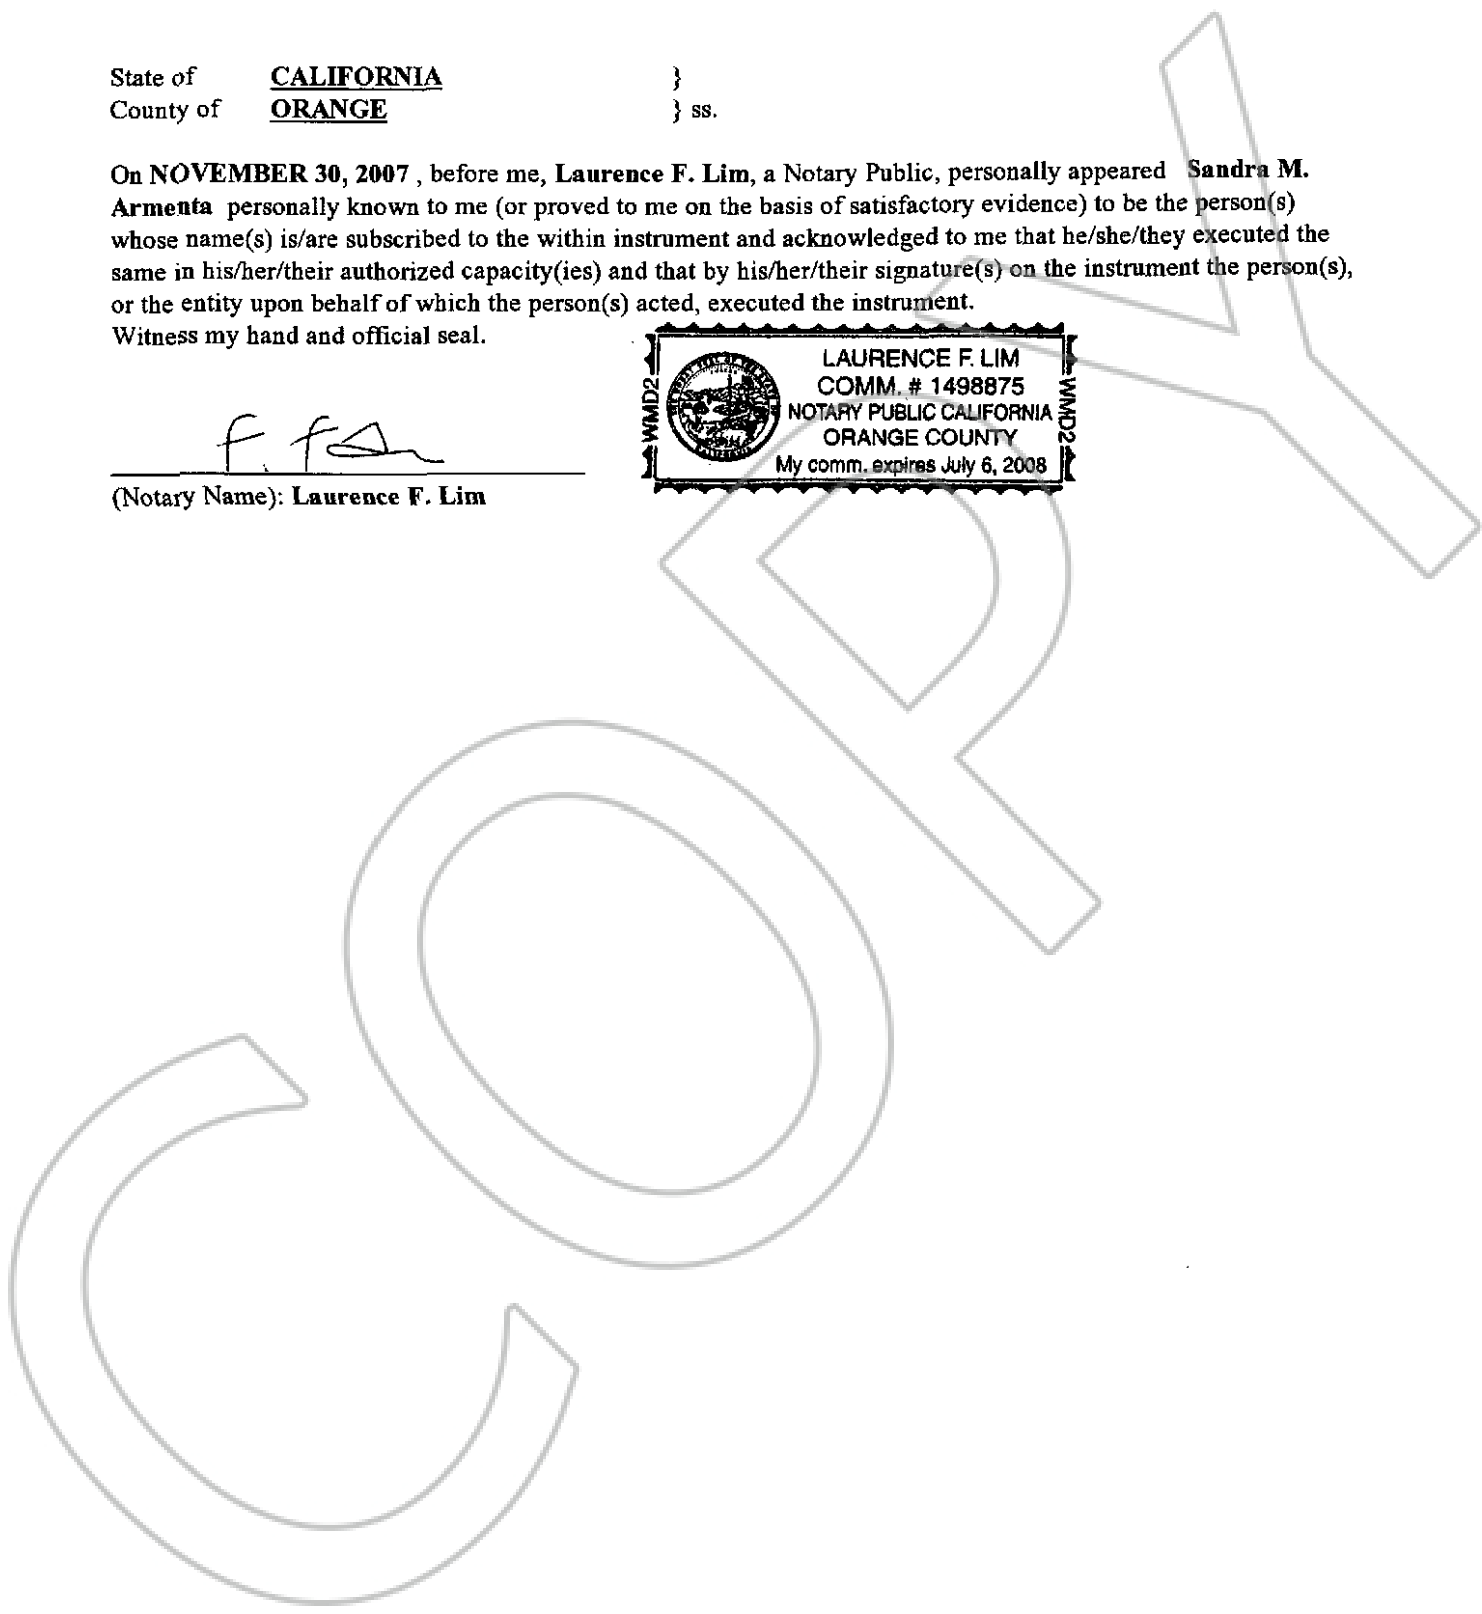 State of CALIFORNIA }
County of ORANGE } ss.
On NOVEMBER 30, 2007 , before me, Laurence F. Lim, a Notary Public, personally appeared Sandra M.
Armenta personally known to me (or proved to me on the basis of satisfactory evidence) to be the person(s)
whose name(s) is/are subscribed to the within instrument and acknowledged to me that he/she/they executed the
same in his/her/their authorized capacity(ies) and that by his/her/their signature(s) on the instrument the person(s),
or the entity upon behalf of which the person(s) acted, executed the instrument.
Witness my hand and official seal.
WMD2
LAURENCE F. LIM
COMM. # 1498875
NOTARY PUBLIC CALIFORNIA
ORANGE COUNTY
My comm. expires July 6, 2008
WMD2
(Notary Name): Laurence F. Lim
COPY